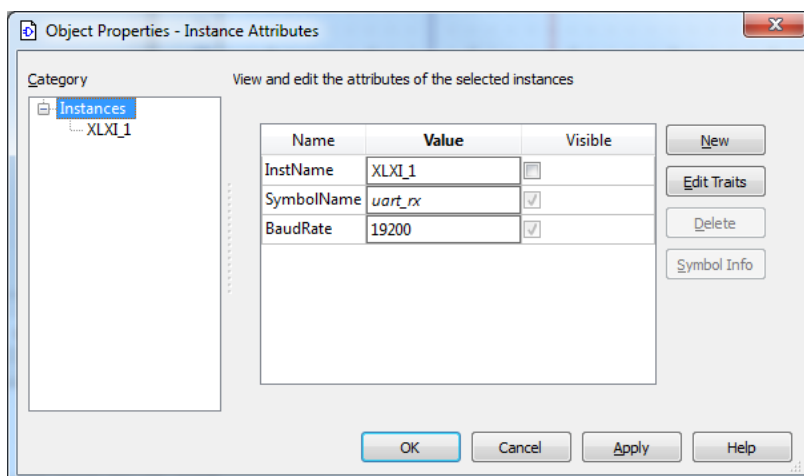 Object Properties - Instance Attributes
Category
View and edit the attributes of the selected instances
Instances
XLXI_1
Name Value Visible
InstName XLXI_1
SymbolName uart_rx
BaudRate 19200
New
Edit Traits
Delete
Symbol Info
OK Cancel Apply Help